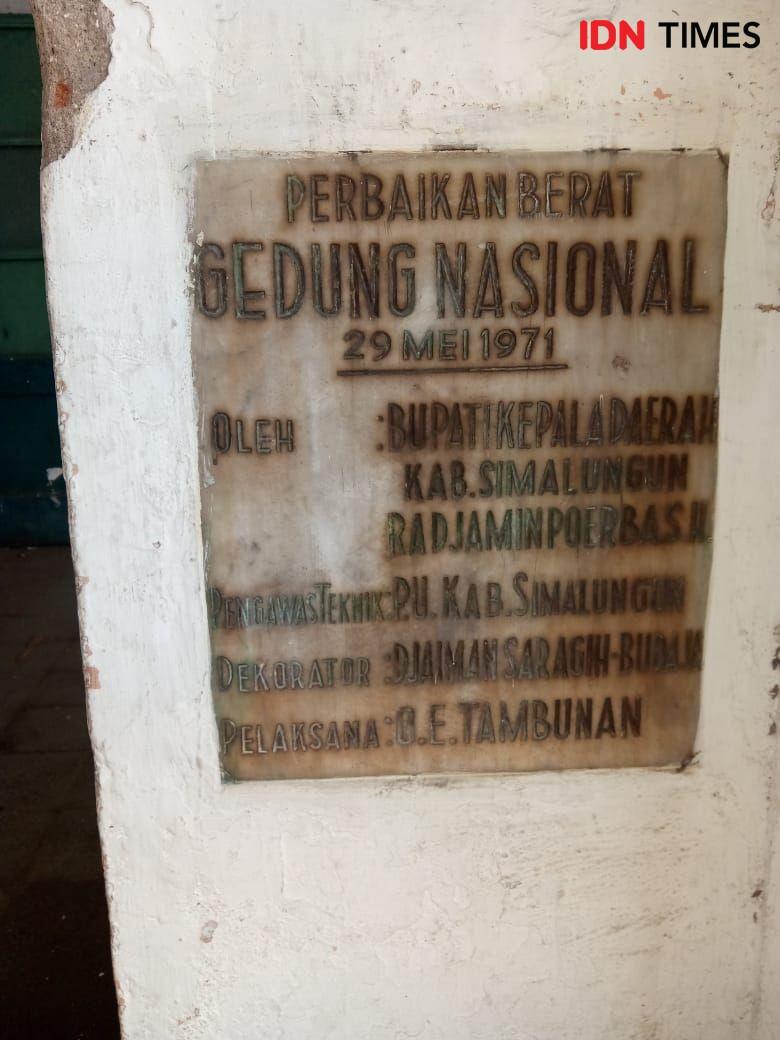 IDN TIMES
PERBAIKAN BERAT
GEDUNG NASIONAL
29 MEI 1971
OLEH :BUPATI KEPALA DAERAH
KAB. SIMALUNGUN
RADJAMIN POERBA S.H.
PENGAWAS TEKNIK: P.U. KAB. SIMALUNGUN
DEKORATOR :DJAIMAN SARAGIH-BUDAJA
PELAKSANA: O.E. TAMBUNAN